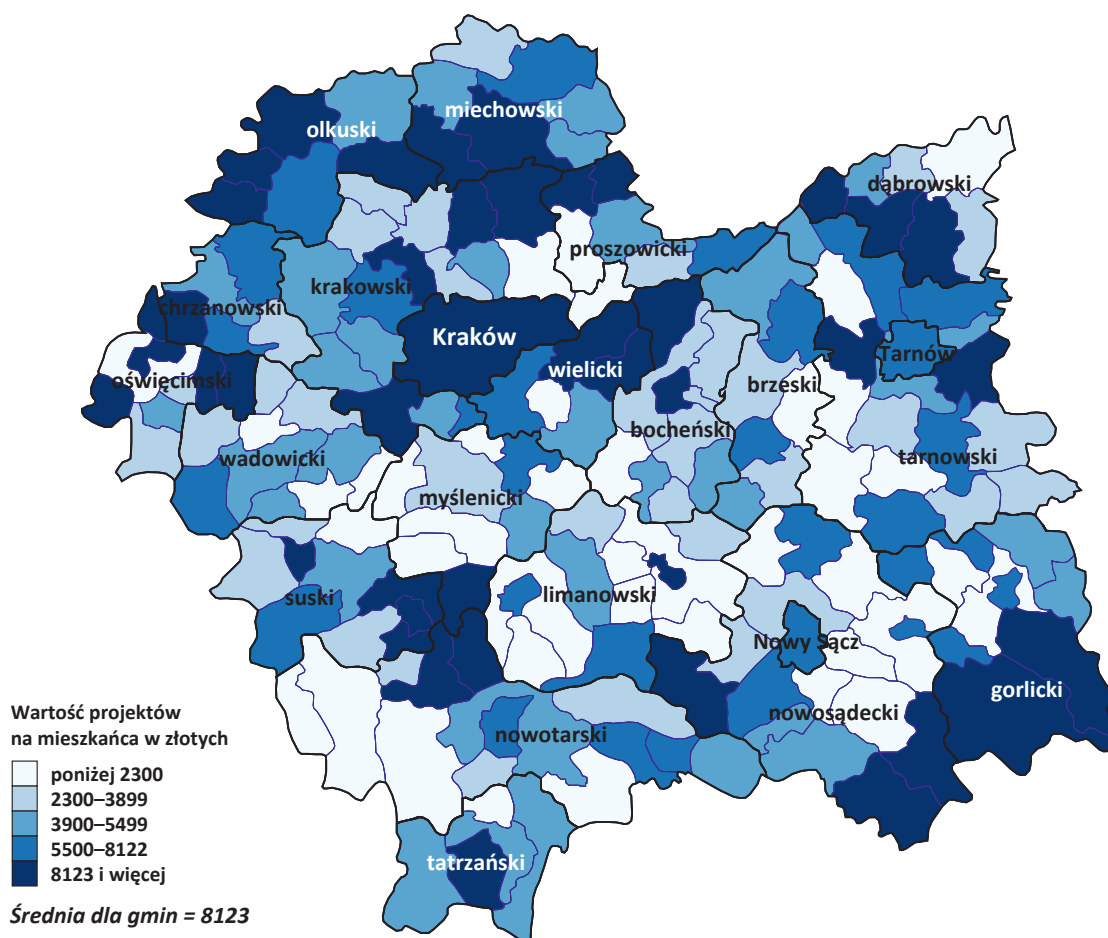 miechowski
olkuski
dąbrowski
proszowicki
krakowski
chrzanowski
Kraków
Tarnów
wielicki
oświęcimski
brzeski
bocheński
tarnowski
wadowicki
myślenicki
suski
limanowski
Nowy Sącz
gorlicki
nowosądecki
nowotarski
tatrzański
Wartość projektów
na mieszkańca w złotych
poniżej 2300
2300–3899
3900–5499
5500–8122
8123 i więcej
Średnia dla gmin = 8123